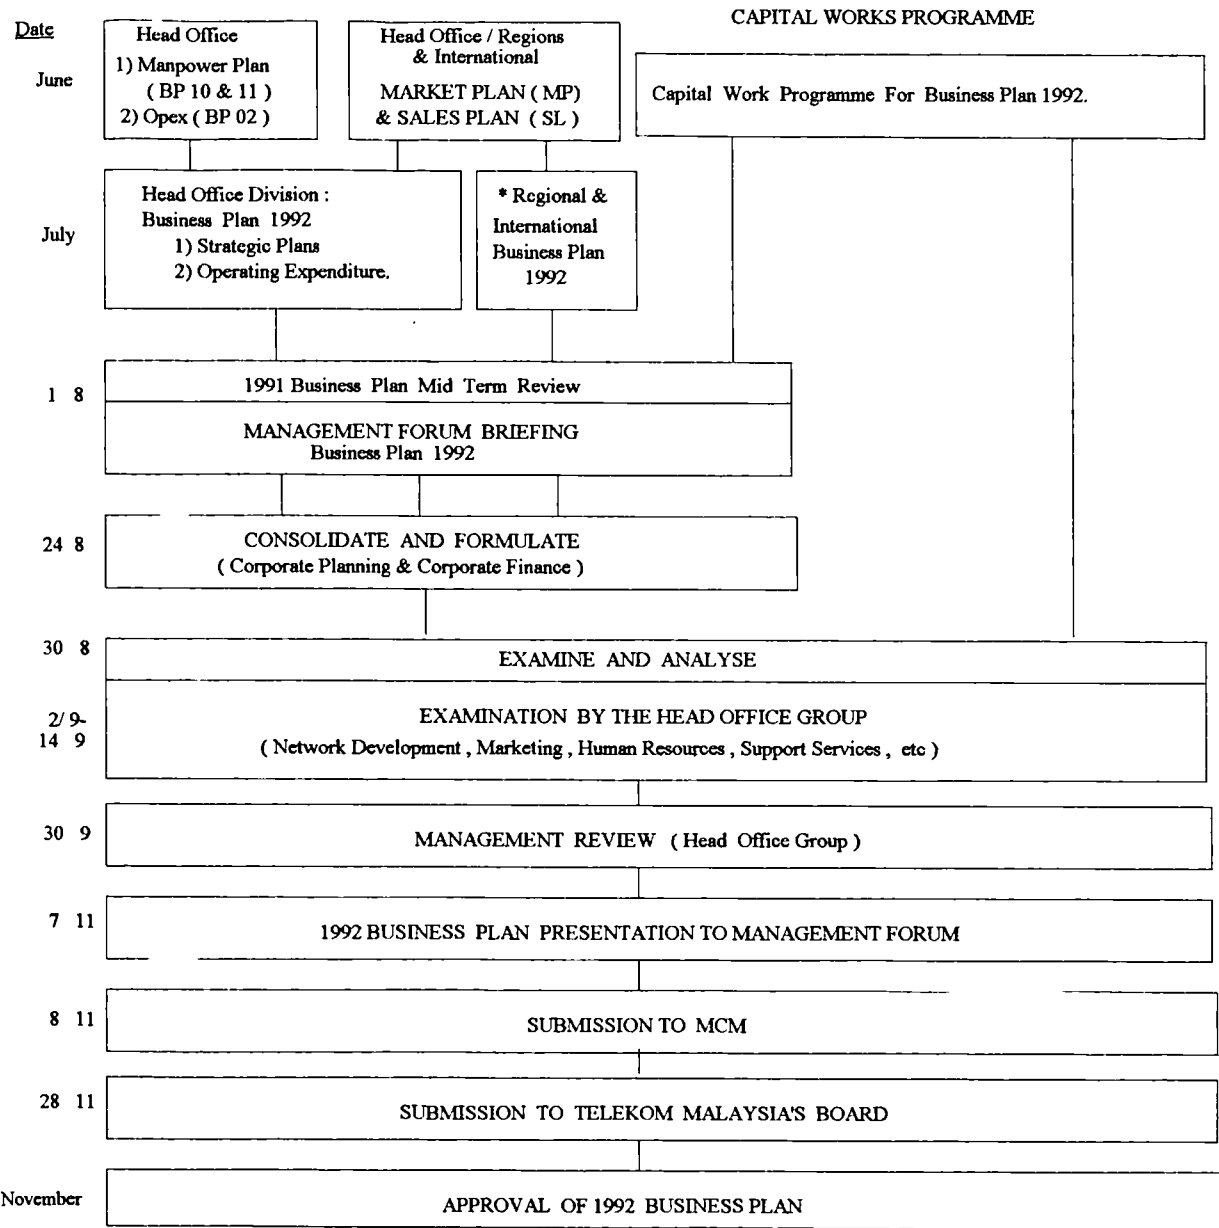 CAPITAL WORKS PROGRAMME
Date
June
Head Office
1) Manpower Plan
( BP 10 & 11 )
2) Opex ( BP 02 )
Head Office / Regions
& International
MARKET PLAN ( MP)
& SALES PLAN ( SL )
Capital Work Programme For Business Plan 1992.
July
Head Office Division :
Business Plan 1992
1) Strategic Plans
2) Operating Expenditure.
* Regional &
International
Business Plan
1992
1 8
1991 Business Plan Mid Term Review
MANAGEMENT FORUM BRIEFING
Business Plan 1992
24 8
CONSOLIDATE AND FORMULATE
( Corporate Planning & Corporate Finance )
30 8
EXAMINE AND ANALYSE
2/ 9-
14 9
EXAMINATION BY THE HEAD OFFICE GROUP
( Network Development , Marketing , Human Resources , Support Services , etc )
30 9
MANAGEMENT REVIEW ( Head Office Group )
7 11
1992 BUSINESS PLAN PRESENTATION TO MANAGEMENT FORUM
8 11
SUBMISSION TO MCM
28 11
SUBMISSION TO TELEKOM MALAYSIA'S BOARD
November
APPROVAL OF 1992 BUSINESS PLAN